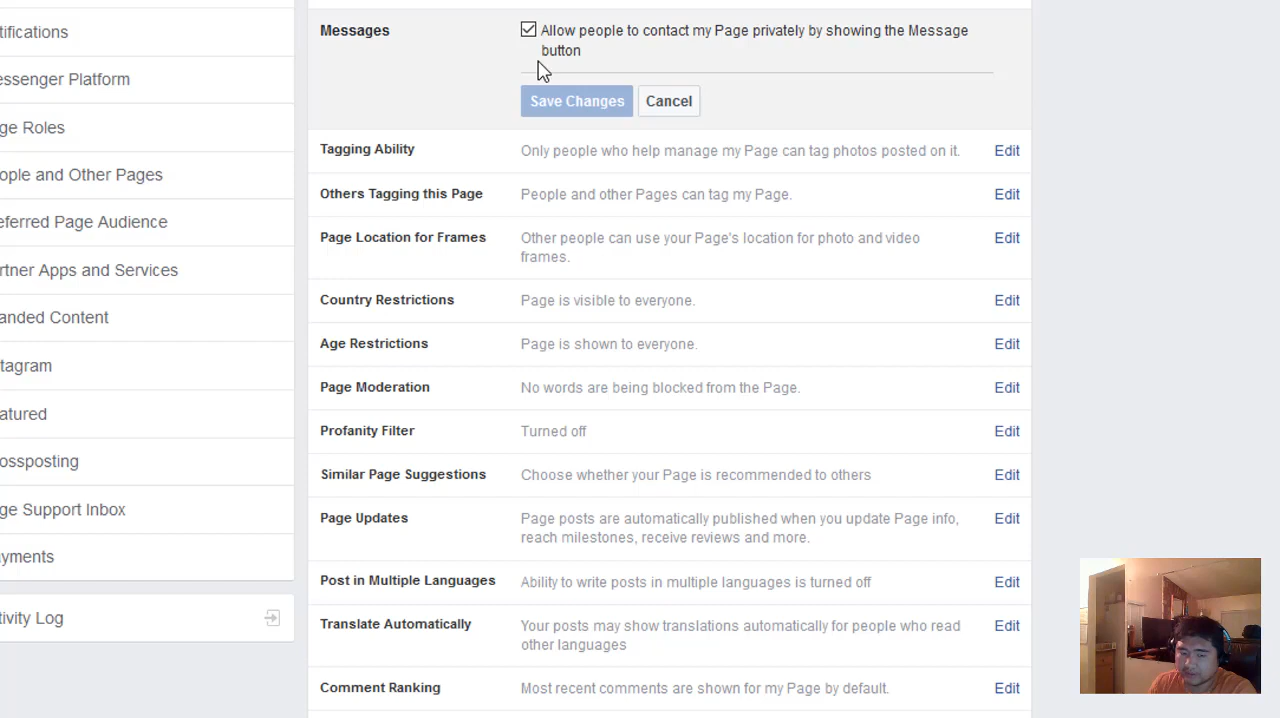 tifications
essenger Platform
ge Roles
ople and Other Pages
eferred Page Audience
rtner Apps and Services
anded Content
tagram
atured
ossposting
ge Support Inbox
yments
tivity Log
Messages
Allow people to contact my Page privately by showing the Message
button
Save Changes Cancel
Tagging Ability Only people who help manage my Page can tag photos posted on it. Edit
Others Tagging this Page People and other Pages can tag my Page. Edit
Page Location for Frames Other people can use your Page's location for photo and video Edit
frames.
Country Restrictions Page is visible to everyone. Edit
Age Restrictions Page is shown to everyone. Edit
Page Moderation No words are being blocked from the Page. Edit
Profanity Filter Turned off Edit
Similar Page Suggestions Choose whether your Page is recommended to others Edit
Page Updates Page posts are automatically published when you update Page info, Edit
reach milestones, receive reviews and more.
Post in Multiple Languages Ability to write posts in multiple languages is turned off Edit
Translate Automatically Your posts may show translations automatically for people who read Edit
other languages
Comment Ranking Most recent comments are shown for my Page by default. Edit